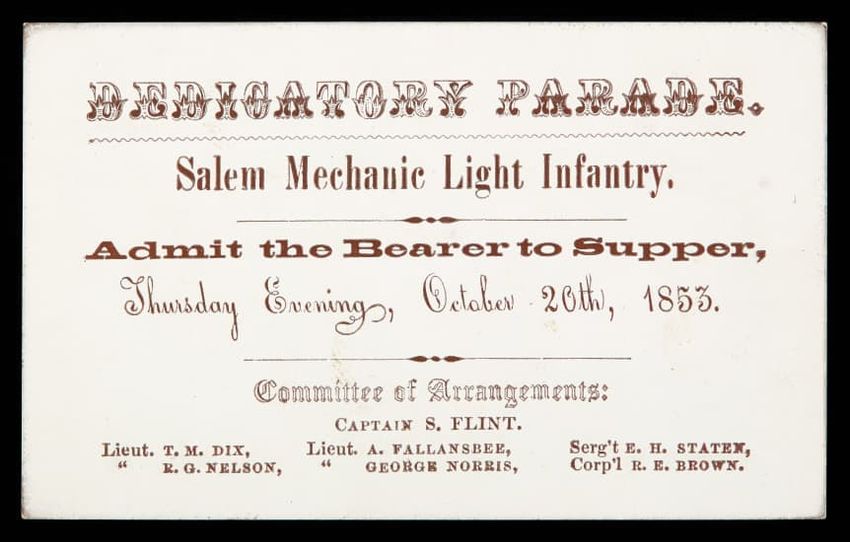 DEDICATORY PARADE.
Salem Mechanic Light Infantry.
Admit the Bearer to Supper,
Thursday Evening, October 20th, 1853.
Committee of Arrangements:
CAPTAIN S. FLINT.
Lieut. T. M. DIX, Lieut. A. FALLANSBEE, Serg't E. H. STATEN,
" R. G. NELSON, " GEORGE NORRIS, Corp'l R. E. BROWN.